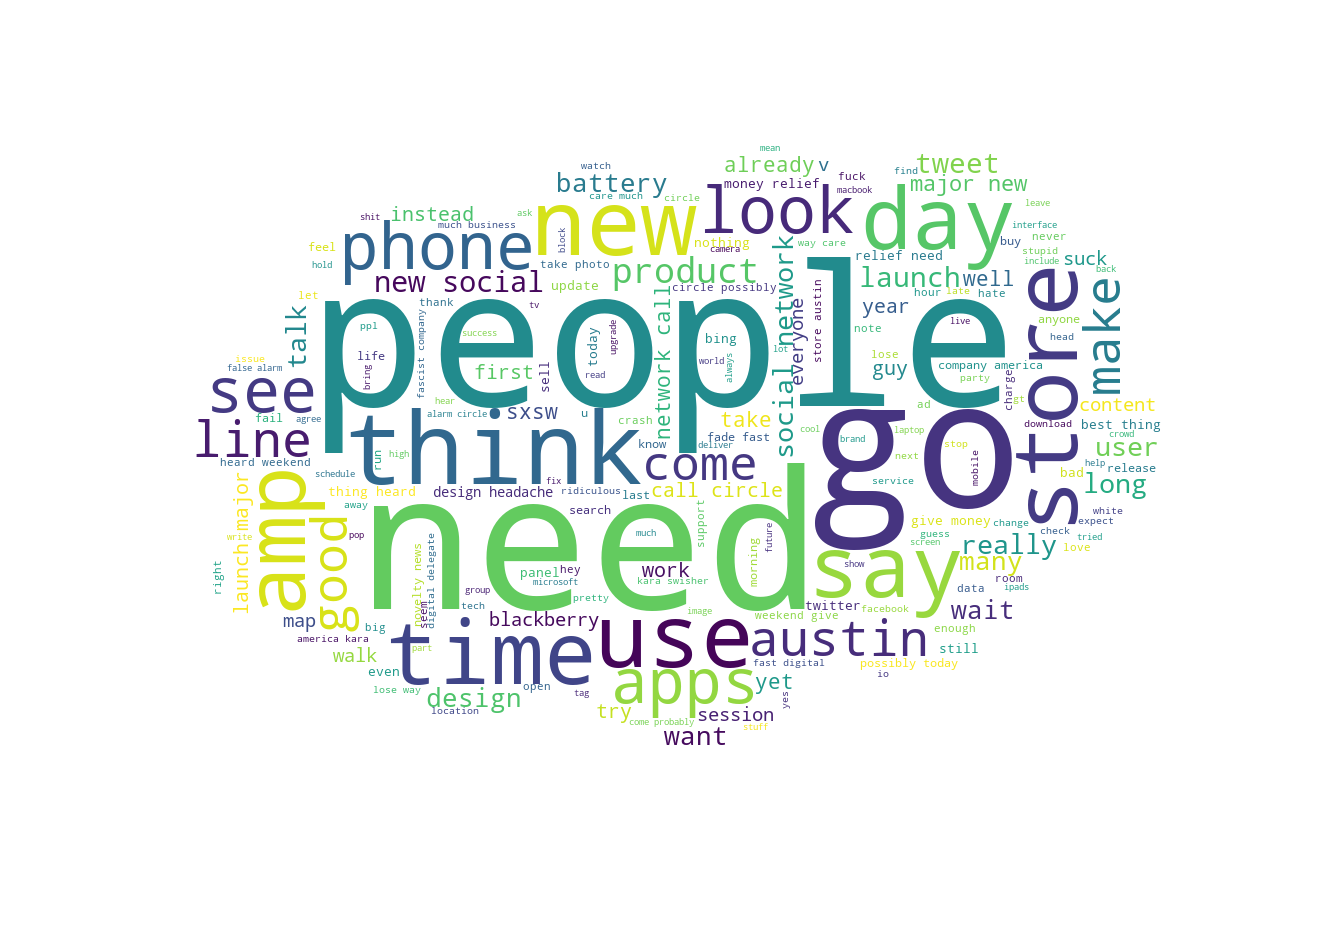 mean
watch
already
v
tweet
find
fuck
battery
money relief
major new
care much
circle
macbook
look
day
leave
shit
instead
ask
new
interface
much business
phone
block
nothing
camera
way care
buy
never
feel
stupid
include
hold
take photo
product
relief need
suck
back
new social
update
circle possibly
launch
well
let
thank
tv
hour
late
hate
year
people
store
make
talk
ppl
success
today
upgrade
bing
everyone
store austin
note
live
anyone
head
life
fascist company
world
lot
lose
issue
false alarm
bring
first
sell
read
always
guy
company america
party
charge
see
network call
social network
hear
ad
gt
content
agree
alarm circle
sxsw
u
crash
take
cool
brand
laptop
download
best thing
fail
line
think
know
fade fast
go
stop
crowd
user
heard weekend
run
high
deliver
come
next
mobile
help
release
schedule
fix
service
bad
long
amp
thing heard
design headache
ridiculous
last
call circle
away
search
support
white
launch major
good
need
give money
change
expect
write
pop
much
future
guess
check
tried
say
screen
really
love
right
novelty news
digital delegate
panel
hey
work
morning
show
many
microsoft
kara swisher
room
data
ipads
group
pretty
seem
tech
image
twitter
facebook
wait
map
big
blackberry
weekend give
enough
america kara
time
use
austin
part
walk
still
even
fast digital
possibly today
io
lose way
open
tag
apps
yet
design
yes
location
try
come probably
session
stuff
want